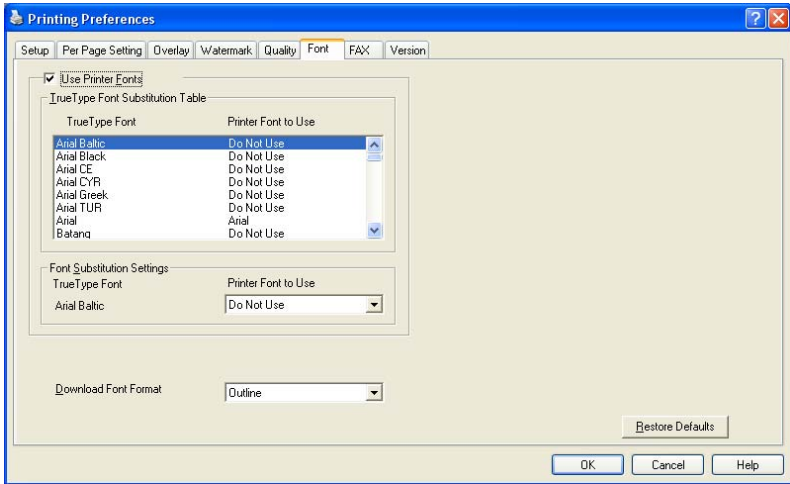 Printing Preferences
Setup Per Page Setting Overlay Watermark Quality Font FAX Version
Use Printer Fonts
TrueType Font Substitution Table
TrueType Font Printer Font to Use
Arial Baltic Do Not Use
Arial Black Do Not Use
Arial CE Do Not Use
Arial CYR Do Not Use
Arial Greek Do Not Use
Arial TUR Do Not Use
Arial Arial
Batang Do Not Use
Font Substitution Settings
TrueType Font Printer Font to Use
Arial Baltic Do Not Use
Download Font Format Outline
Restore Defaults
OK Cancel Help